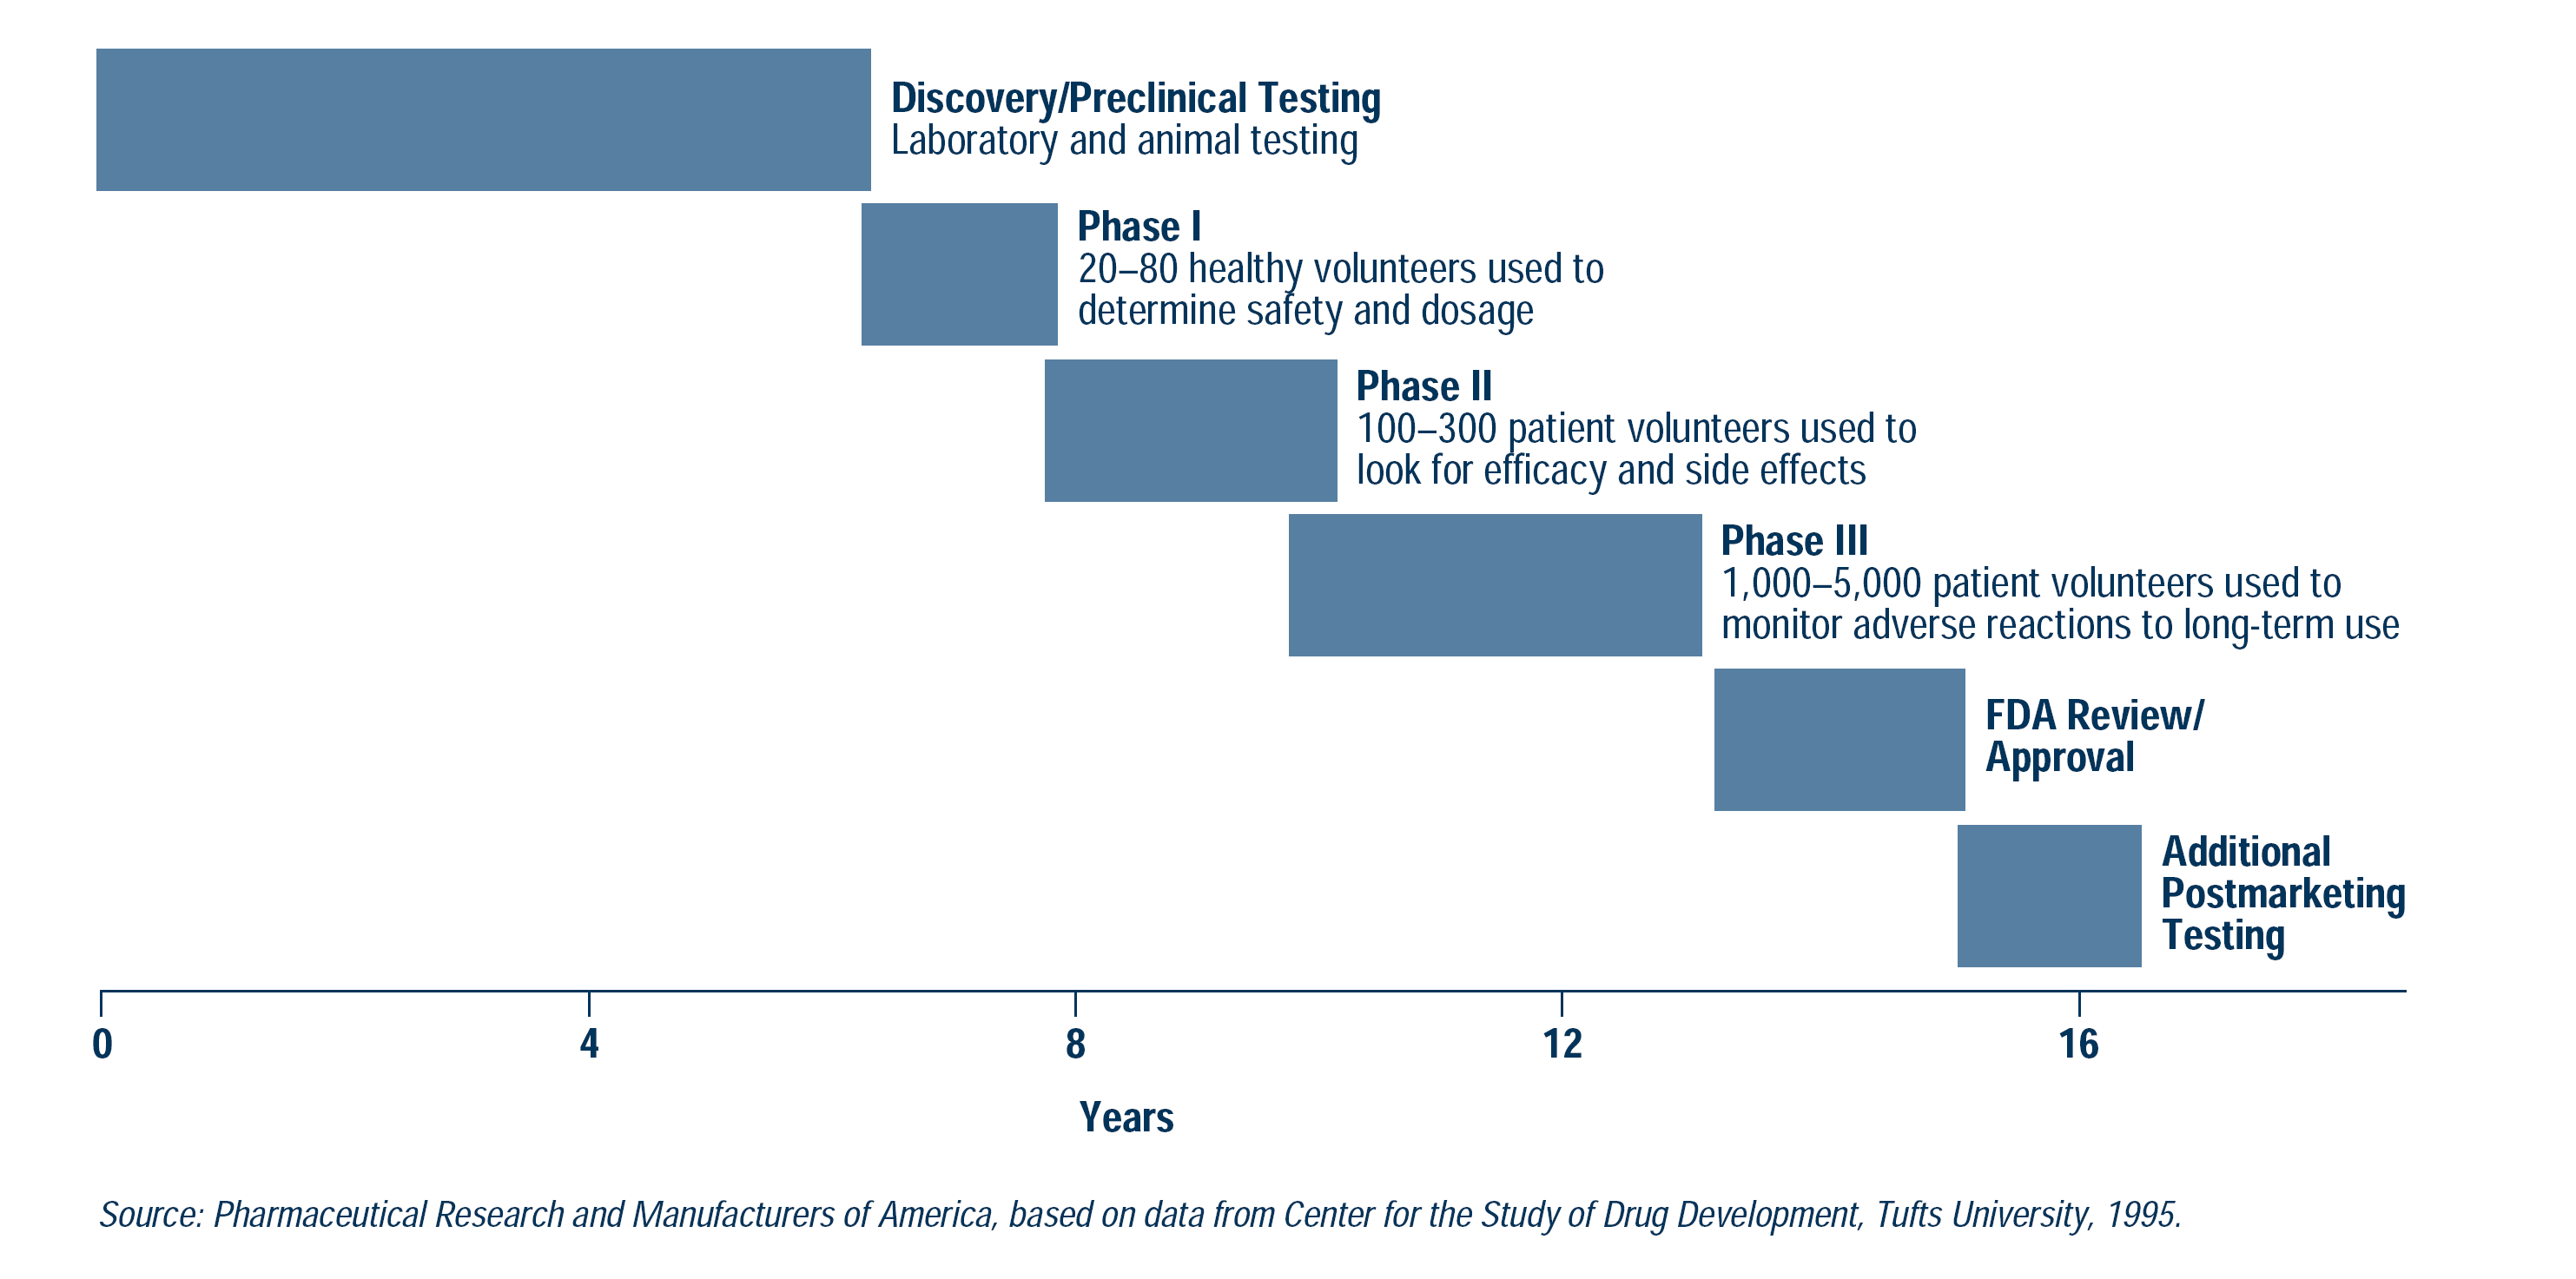 Discovery/Preclinical Testing
Laboratory and animal testing
Phase I
20–80 healthy volunteers used to
determine safety and dosage
Phase II
100–300 patient volunteers used to
look for efficacy and side effects
Phase III
1,000–5,000 patient volunteers used to
monitor adverse reactions to long-term use
FDA Review/
Approval
Additional
Postmarketing
Testing
0 4 8 12 16
Years
Source: Pharmaceutical Research and Manufacturers of America, based on data from Center for the Study of Drug Development, Tufts University, 1995.